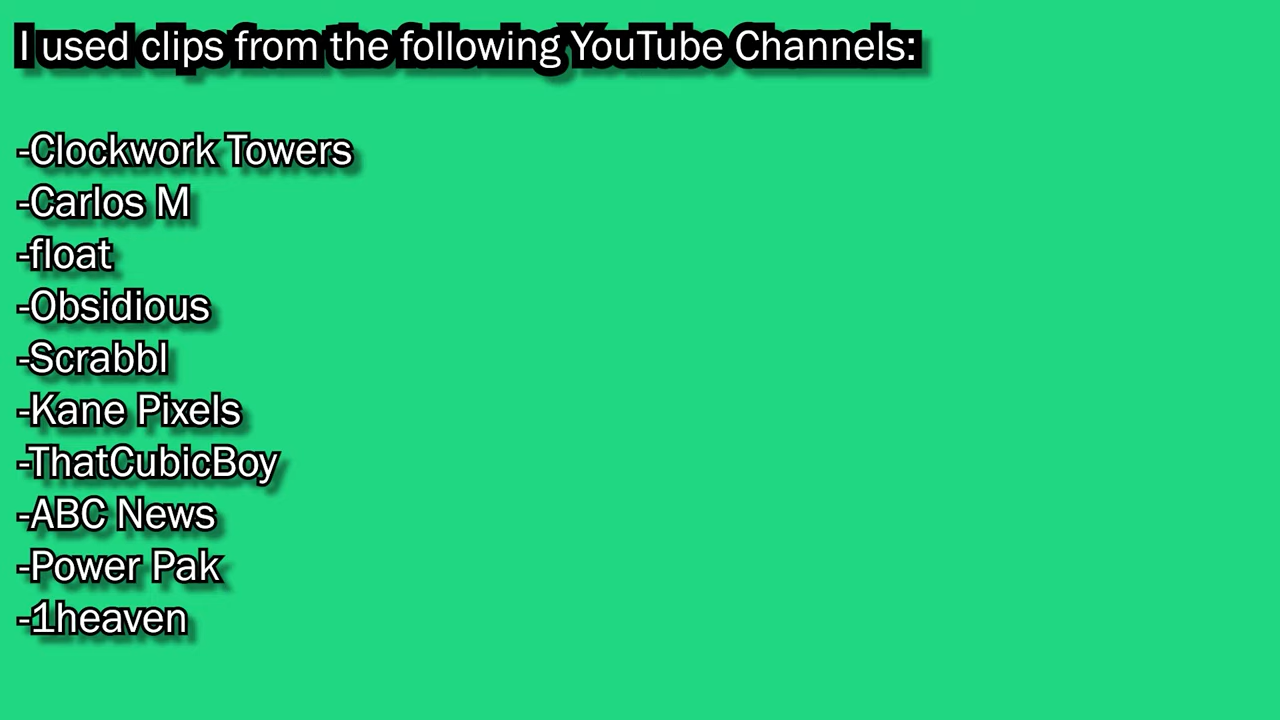 I used clips from the following YouTube Channels:
-Clockwork Towers
-Carlos M
-float
-Obsidious
-Scrabbl
-Kane Pixels
-ThatCubicBoy
-ABC News
-Power Pak
-1heaven